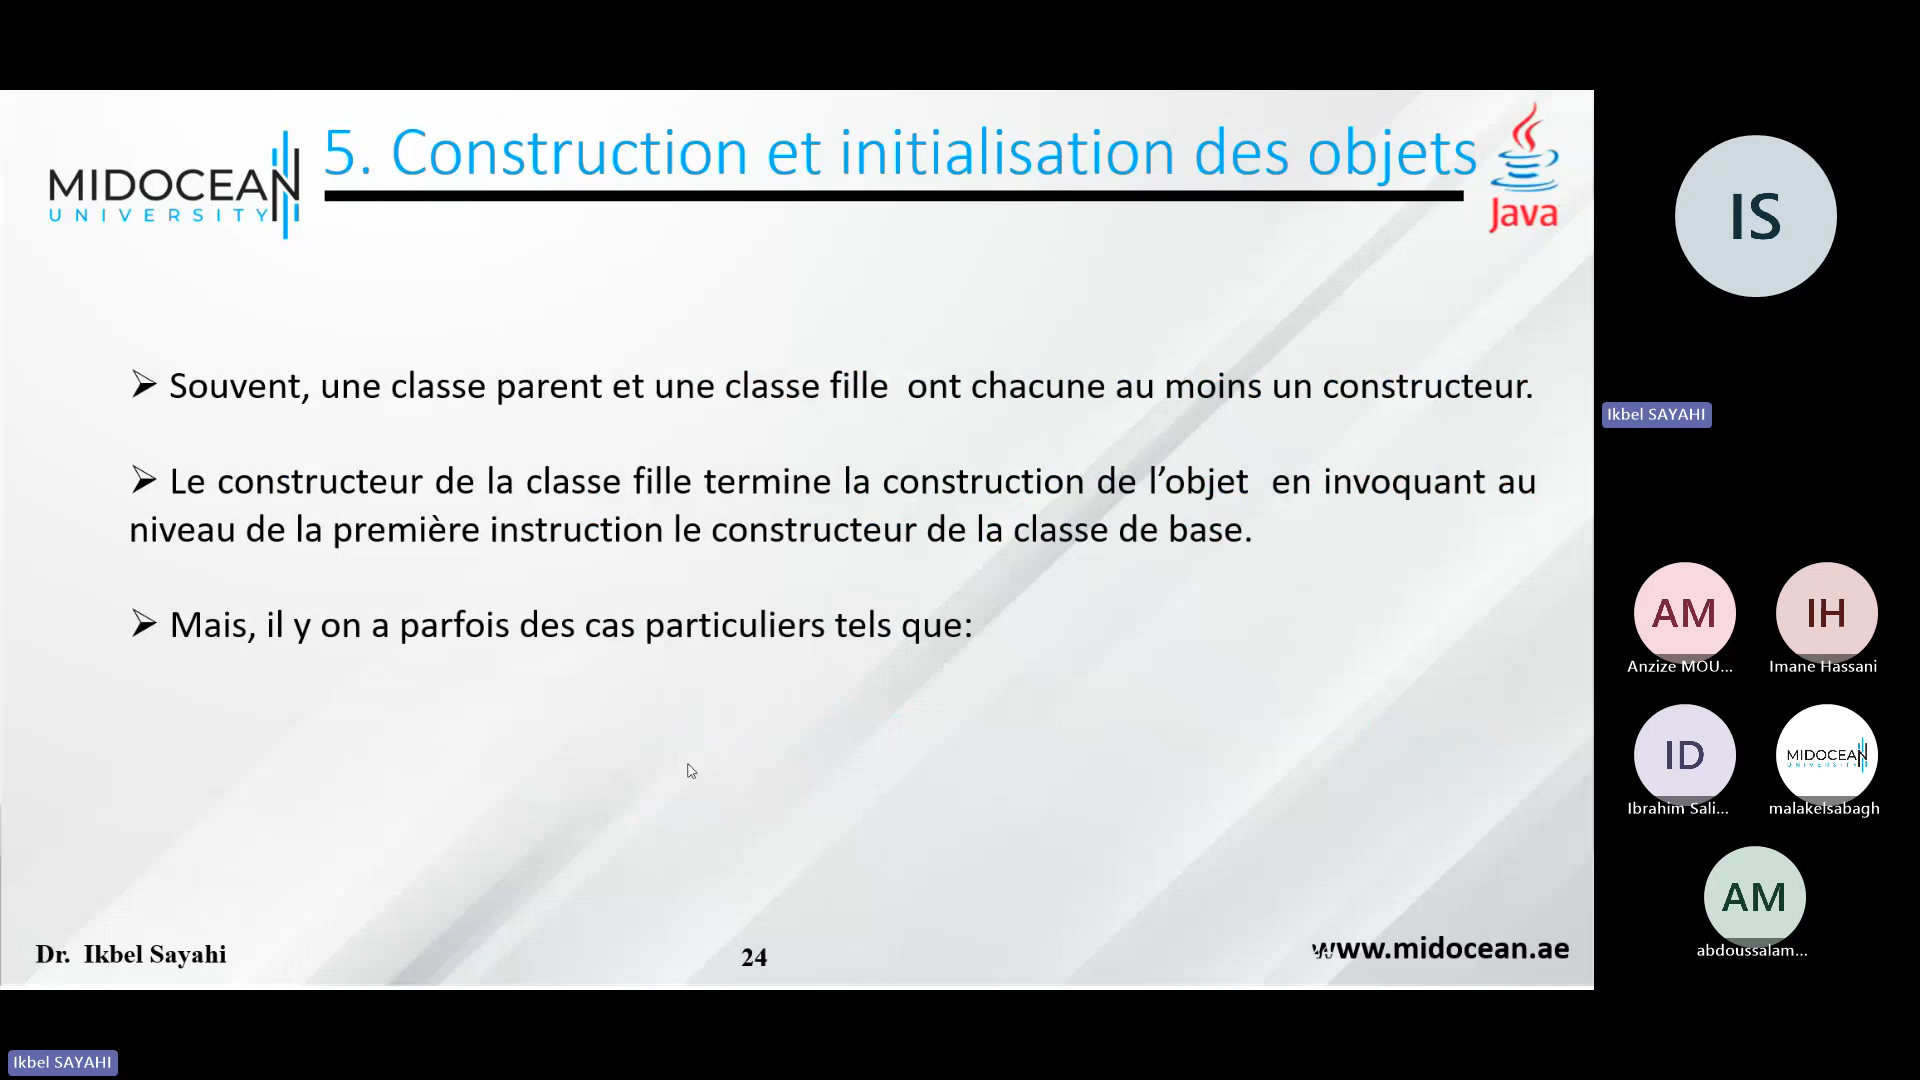 MIDOCEAN
UNIVERSITY
5. Construction et initialisation des objets
Java
➢ Souvent, une classe parent et une classe fille ont chacune au moins un constructeur.
➢ Le constructeur de la classe fille termine la construction de l’objet en invoquant au
niveau de la première instruction le constructeur de la classe de base.
➢ Mais, il y on a parfois des cas particuliers tels que:
Dr. Ikbel Sayahi
24
www.midocean.ae
IS
Ikbel SAYAHI
AM
Anzize MOU...
IH
Imane Hassani
ID
Ibrahim Sali...
MIDOCEAN
UNIVERSITY
malakelsabagh
AM
abdoussalam...
Ikbel SAYAHI